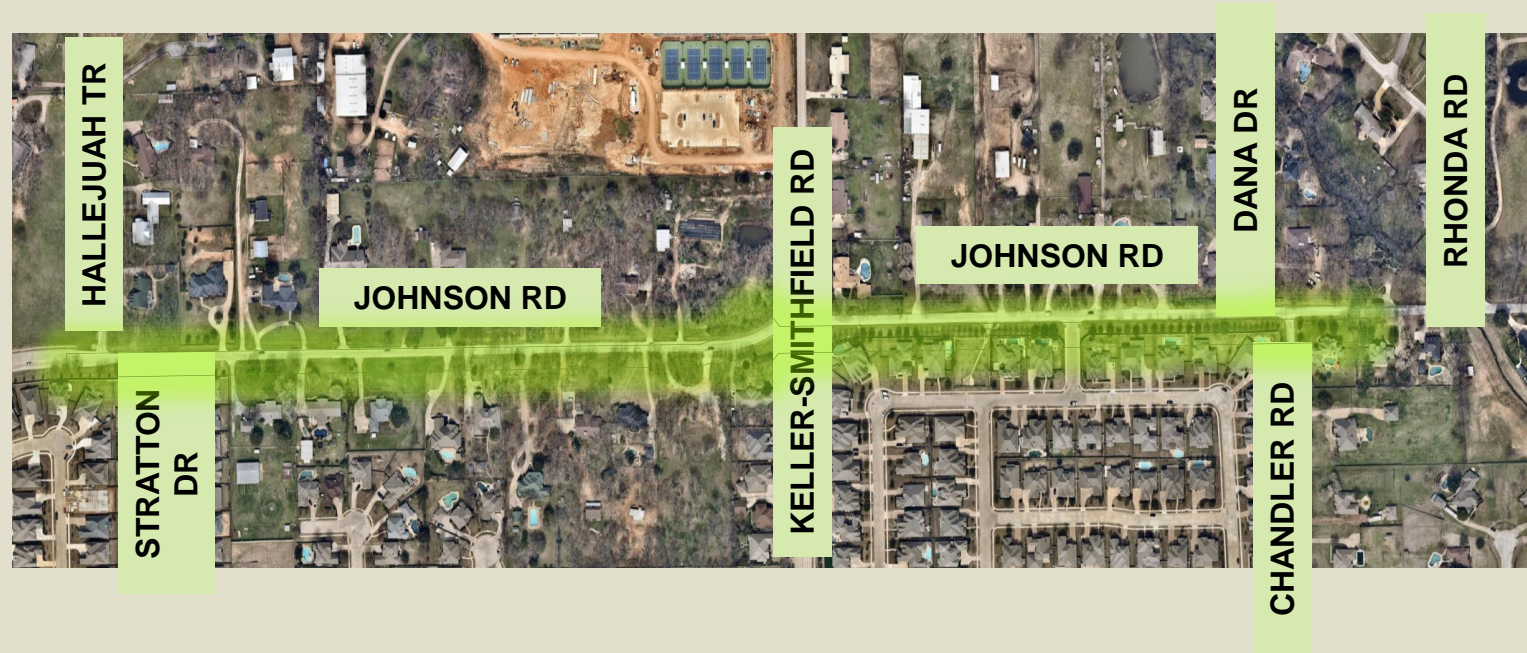 HALLEJUAH TR
STRATTON
DR
JOHNSON RD
KELLER-SMITHFIELD RD
JOHNSON RD
DANA DR
CHANDLER RD
RHONDA RD